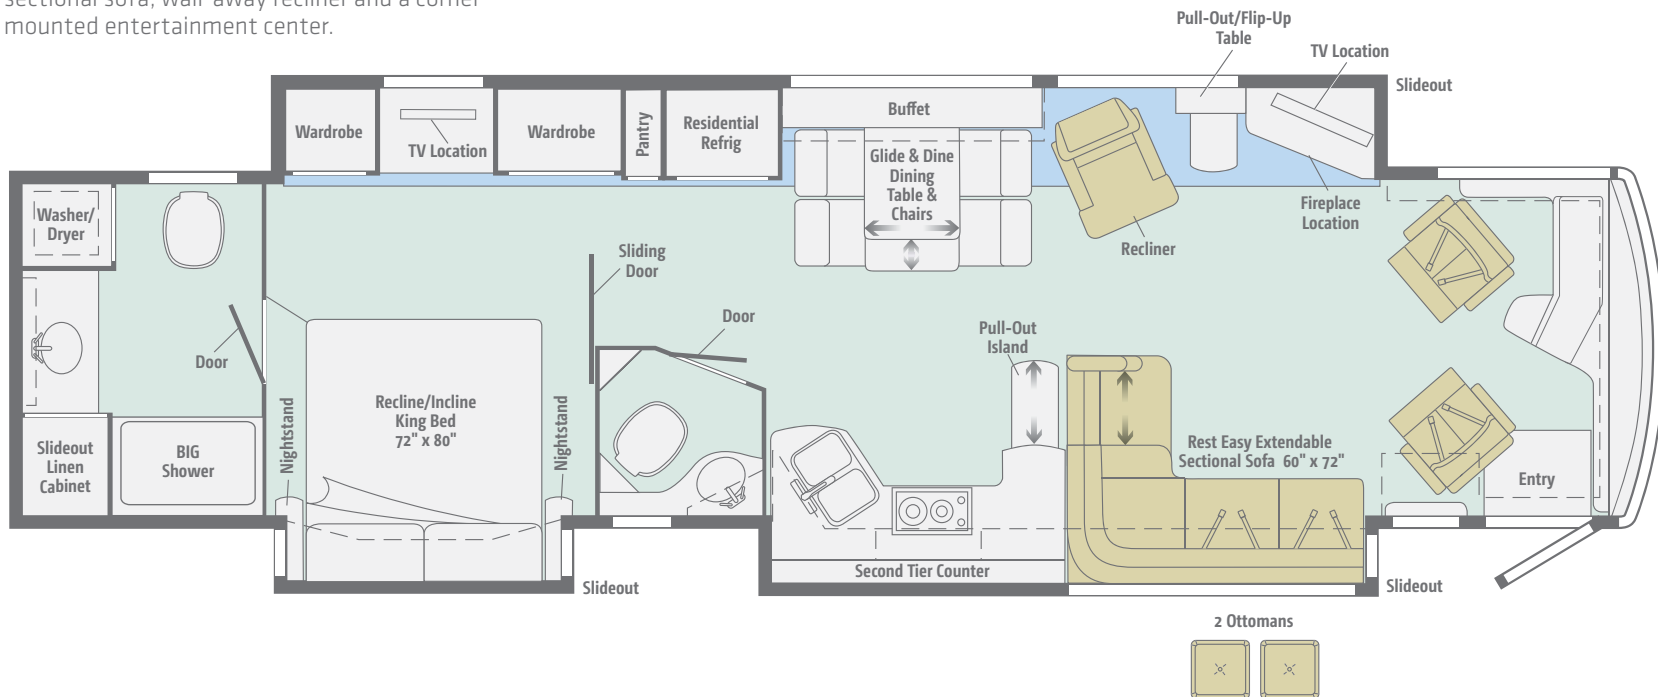 mounted entertainment center.
Pull-Out/Flip-Up
Table
TV Location
Slideout
Wardrobe
TV Location
Wardrobe
Pantry
Residential
Refrig
Buffet
Glide & Dine
Dining
Table &
Chairs
Recliner
Fireplace
Location
Washer/
Dryer
Sliding
Door
Door
Door
Pull-Out
Island
Recline/Incline
King Bed
72" x 80"
Nightstand
Nightstand
Slideout
Linen
Cabinet
BIG
Shower
Rest Easy Extendable
Sectional Sofa 60" x 72"
Entry
Second Tier Counter
Slideout
Slideout
2 Ottomans